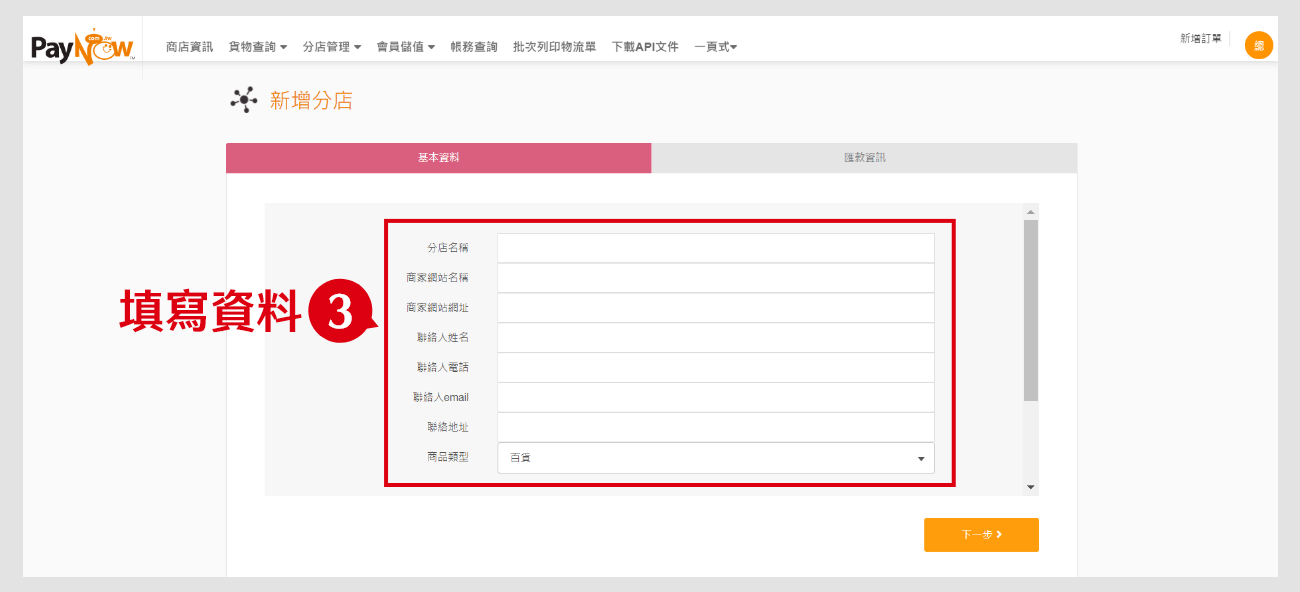 PayNow
.com.tw
商店資訊 貨物查詢 分店管理 會員儲值 帳務查詢 批次列印物流單 下載API文件 一頁式
新增訂單
總
新增分店
基本資料 匯款資訊
分店名稱
商家網站名稱
商家網站網址
聯絡人姓名
聯絡人電話
聯絡人email
聯絡地址
商品類型 百貨
填寫資料 3
下一步